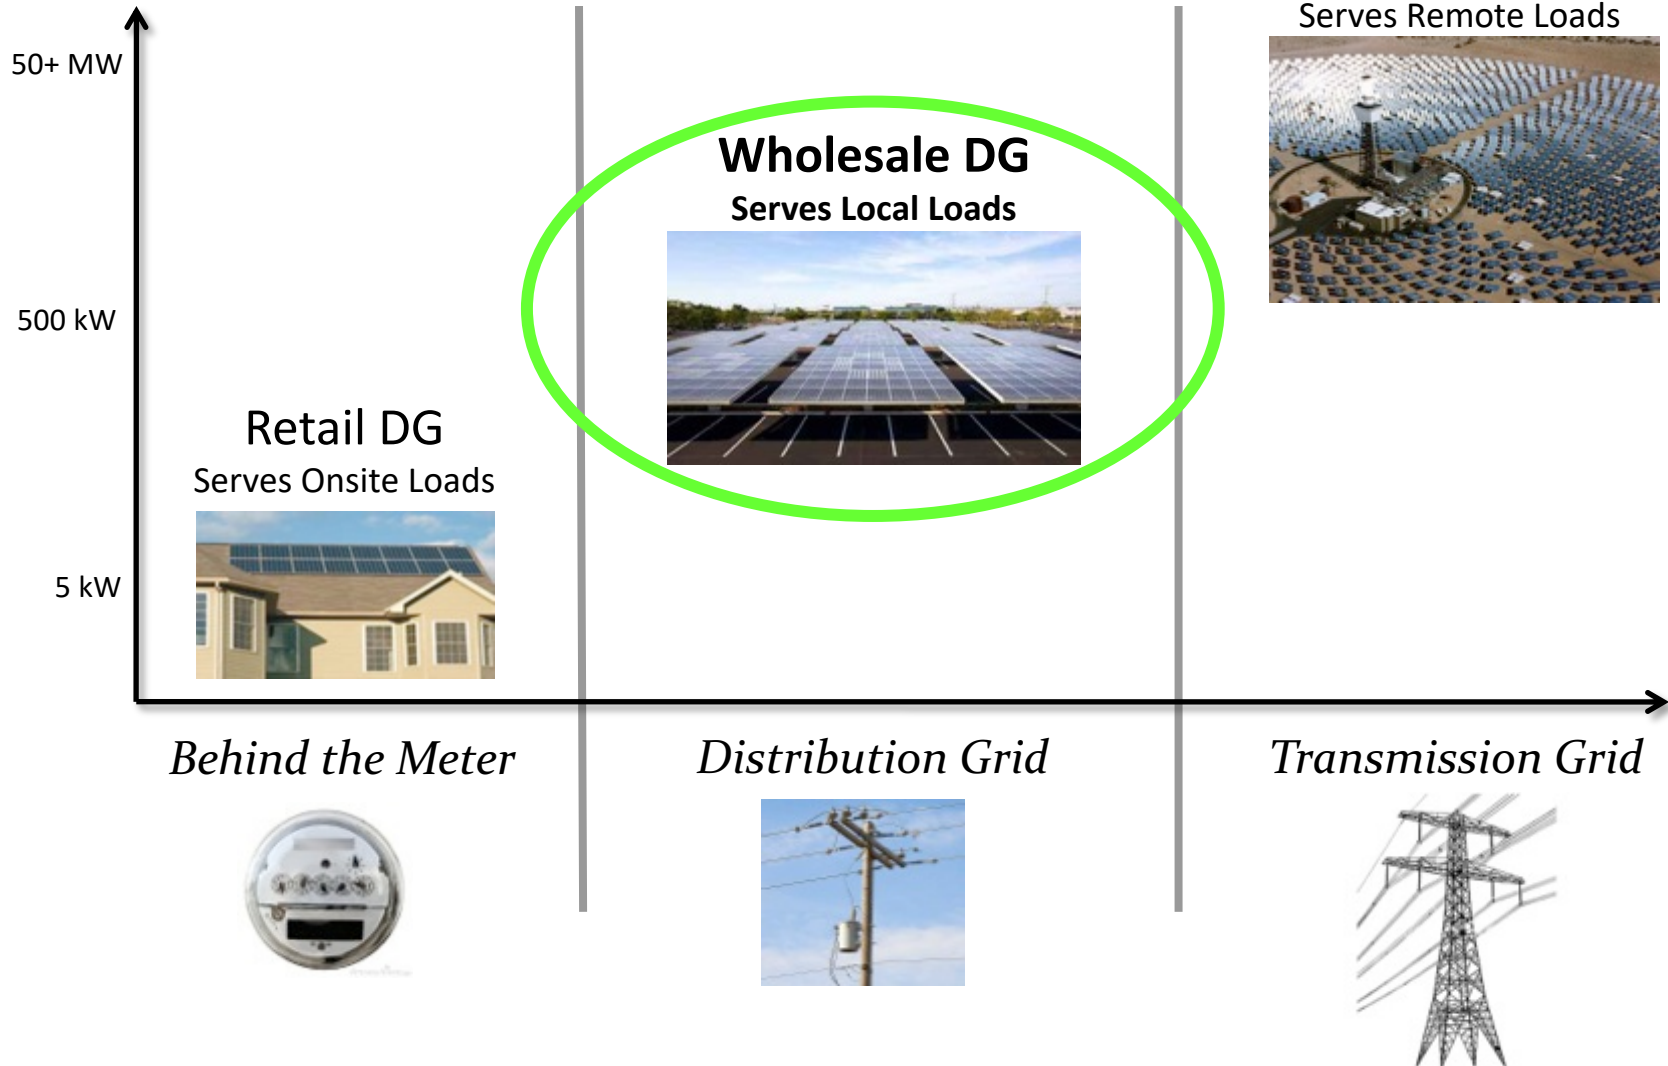 Serves Remote Loads
50+ MW
Wholesale DG
Serves Local Loads
500 kW
Retail DG
Serves Onsite Loads
5 kW
Behind the Meter
Distribution Grid
Transmission Grid